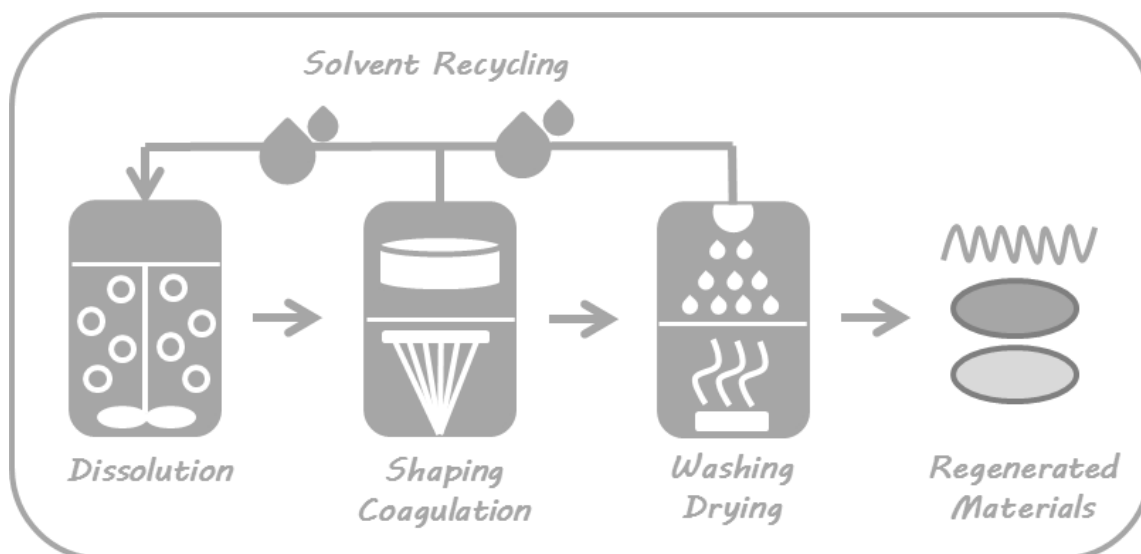 Solvent Recycling
Dissolution
Shaping
Coagulation
Washing
Drying
Regenerated
Materials